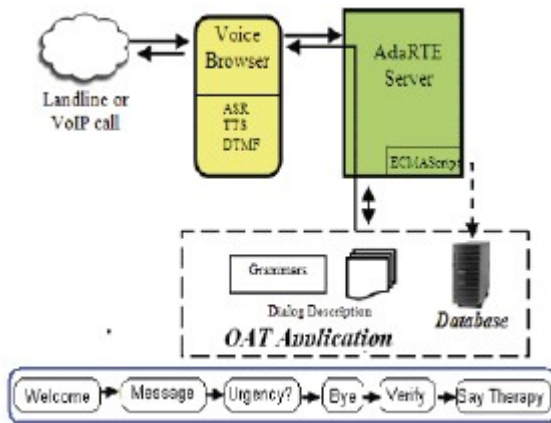 Voice
Browser
AdaRTE
Server
Landline or
VoIP call
ASR
TTS
DTMF
ECMAScript
Grammars
Dialog Description
Database
OAT Application
Welcome
Message
Urgency?
Bye
Verify
Say Therapy